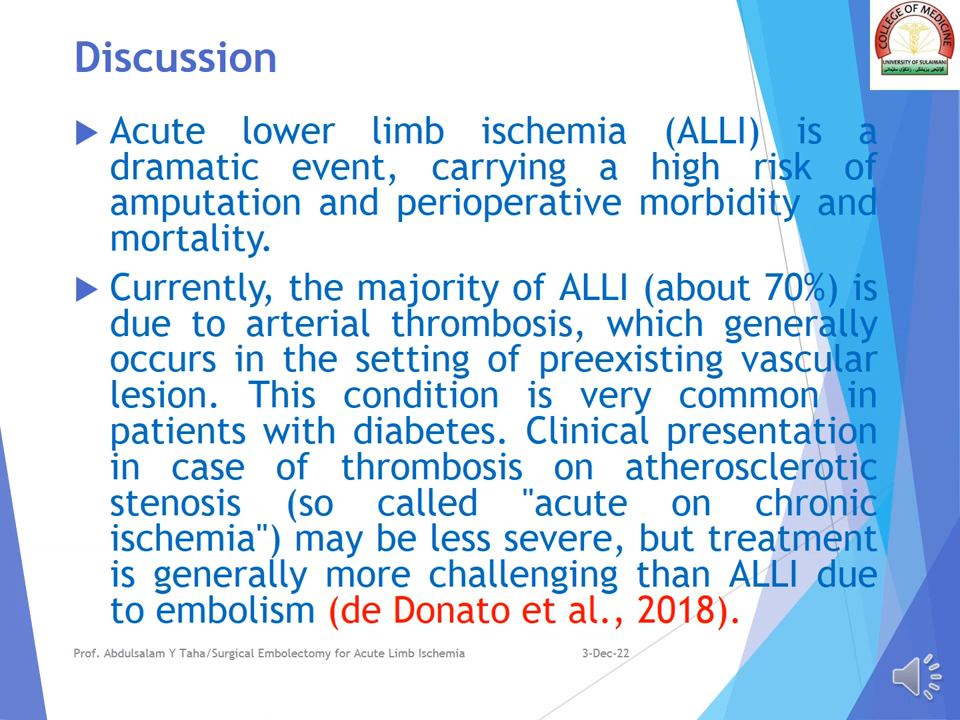 Discussion
COLLEGE OF MEDICINE
UNIVERSITY OF SULAIMANI
Acute lower limb ischemia (ALLI) is a
dramatic event, carrying a high risk of
amputation and perioperative morbidity and
mortality.
Currently, the majority of ALLI (about 70%) is
due to arterial thrombosis, which generally
occurs in the setting of preexisting vascular
lesion. This condition is very common in
patients with diabetes. Clinical presentation
in case of thrombosis on atherosclerotic
stenosis (so called "acute on chronic
ischemia") may be less severe, but treatment
is generally more challenging than ALLI due
to embolism (de Donato et al., 2018).
Prof. Abdulsalam Y Taha/Surgical Embolectomy for Acute Limb Ischemia 3-Dec-22